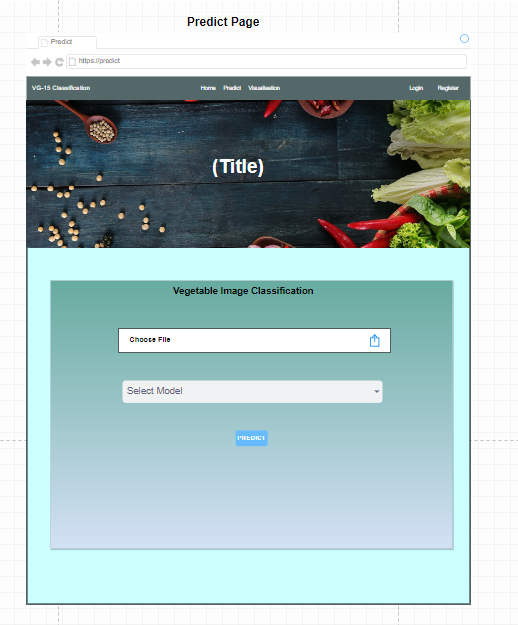 Predict Page
Predict
https://predict
VG-15 Classification Home Predict Visualisation Login Register
(Title)
Vegetable Image Classification
Choose File
Select Model
PREDICT